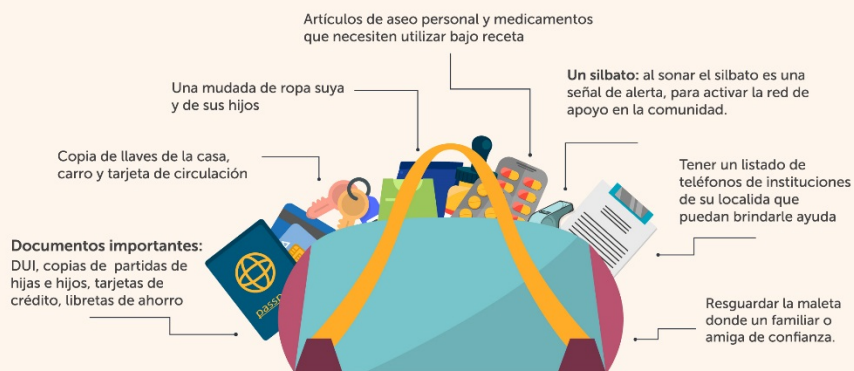 Artículos de aseo personal y medicamentos
que necesiten utilizar bajo receta
Una mudada de ropa suya
y de sus hijos
Un silbato: al sonar el silbato es una
señal de alerta, para activar la red de
apoyo en la comunidad.
Copia de llaves de la casa,
carro y tarjeta de circulación
Tener un listado de
teléfonos de instituciones
de su localida que
puedan brindarle ayuda
Documentos importantes:
DUI, copias de partidas de
hijas e hijos, tarjetas de
crédito, libretas de ahorro
Resguardar la maleta
donde un familiar o
amiga de confianza.